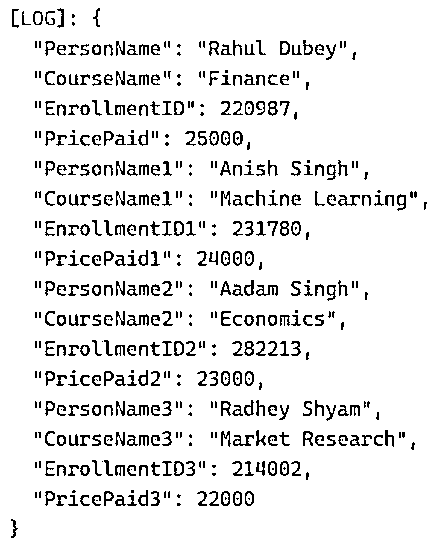 [LOG]: {
  "PersonName": "Rahul Dubey",
  "CourseName": "Finance",
  "EnrollmentID": 220987,
  "PricePaid": 25000,
  "PersonName1": "Anish Singh",
  "CourseName1": "Machine Learning",
  "EnrollmentID1": 231780,
  "PricePaid1": 24000,
  "PersonName2": "Aadam Singh",
  "CourseName2": "Economics",
  "EnrollmentID2": 282213,
  "PricePaid2": 23000,
  "PersonName3": "Radhey Shyam",
  "CourseName3": "Market Research",
  "EnrollmentID3": 214002,
  "PricePaid3": 22000
}